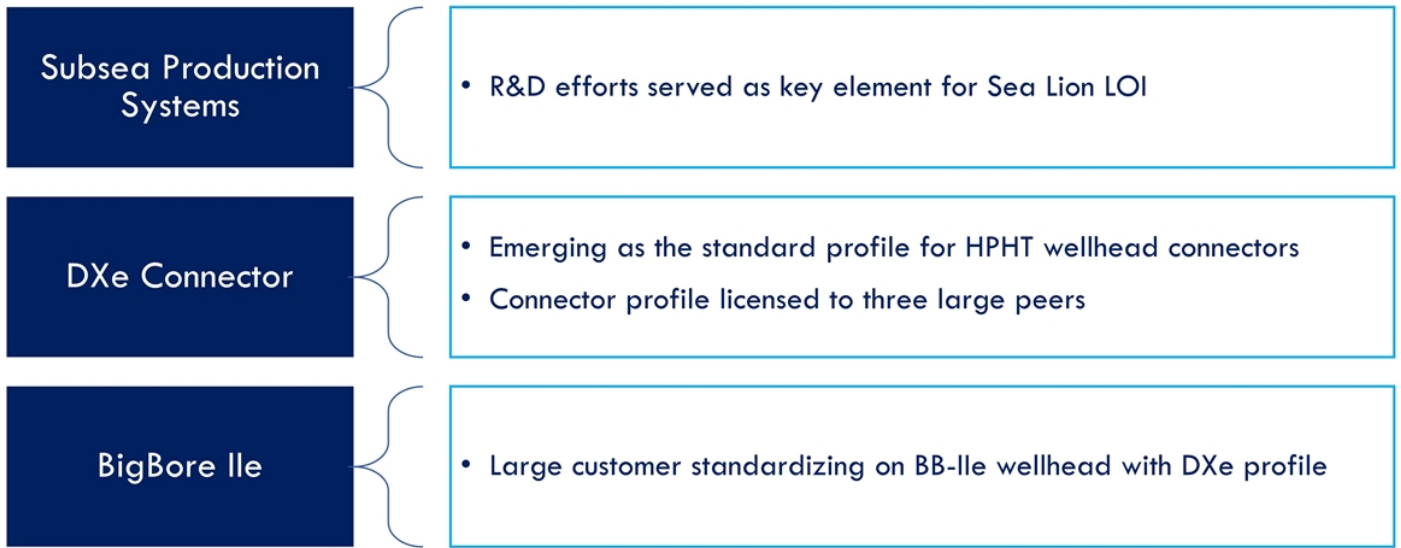 Subsea Production
Systems
• R&D efforts served as key element for Sea Lion LOI
DXe Connector
• Emerging as the standard profile for HPHT wellhead connectors
• Connector profile licensed to three large peers
BigBore IIe
• Large customer standardizing on BB-IIe wellhead with DXe profile